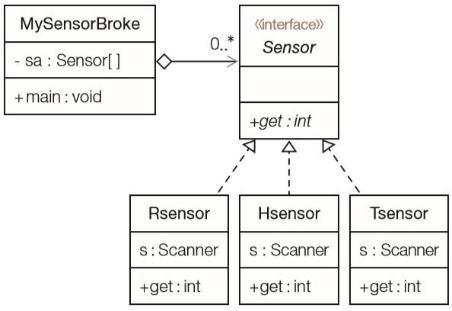 MySensorBroke
- sa : Sensor[ ]
+ main : void
0..*
«interface»
Sensor
+get : int
Rsensor
s : Scanner
+get : int
Hsensor
s : Scanner
+get : int
Tsensor
s : Scanner
+get : int